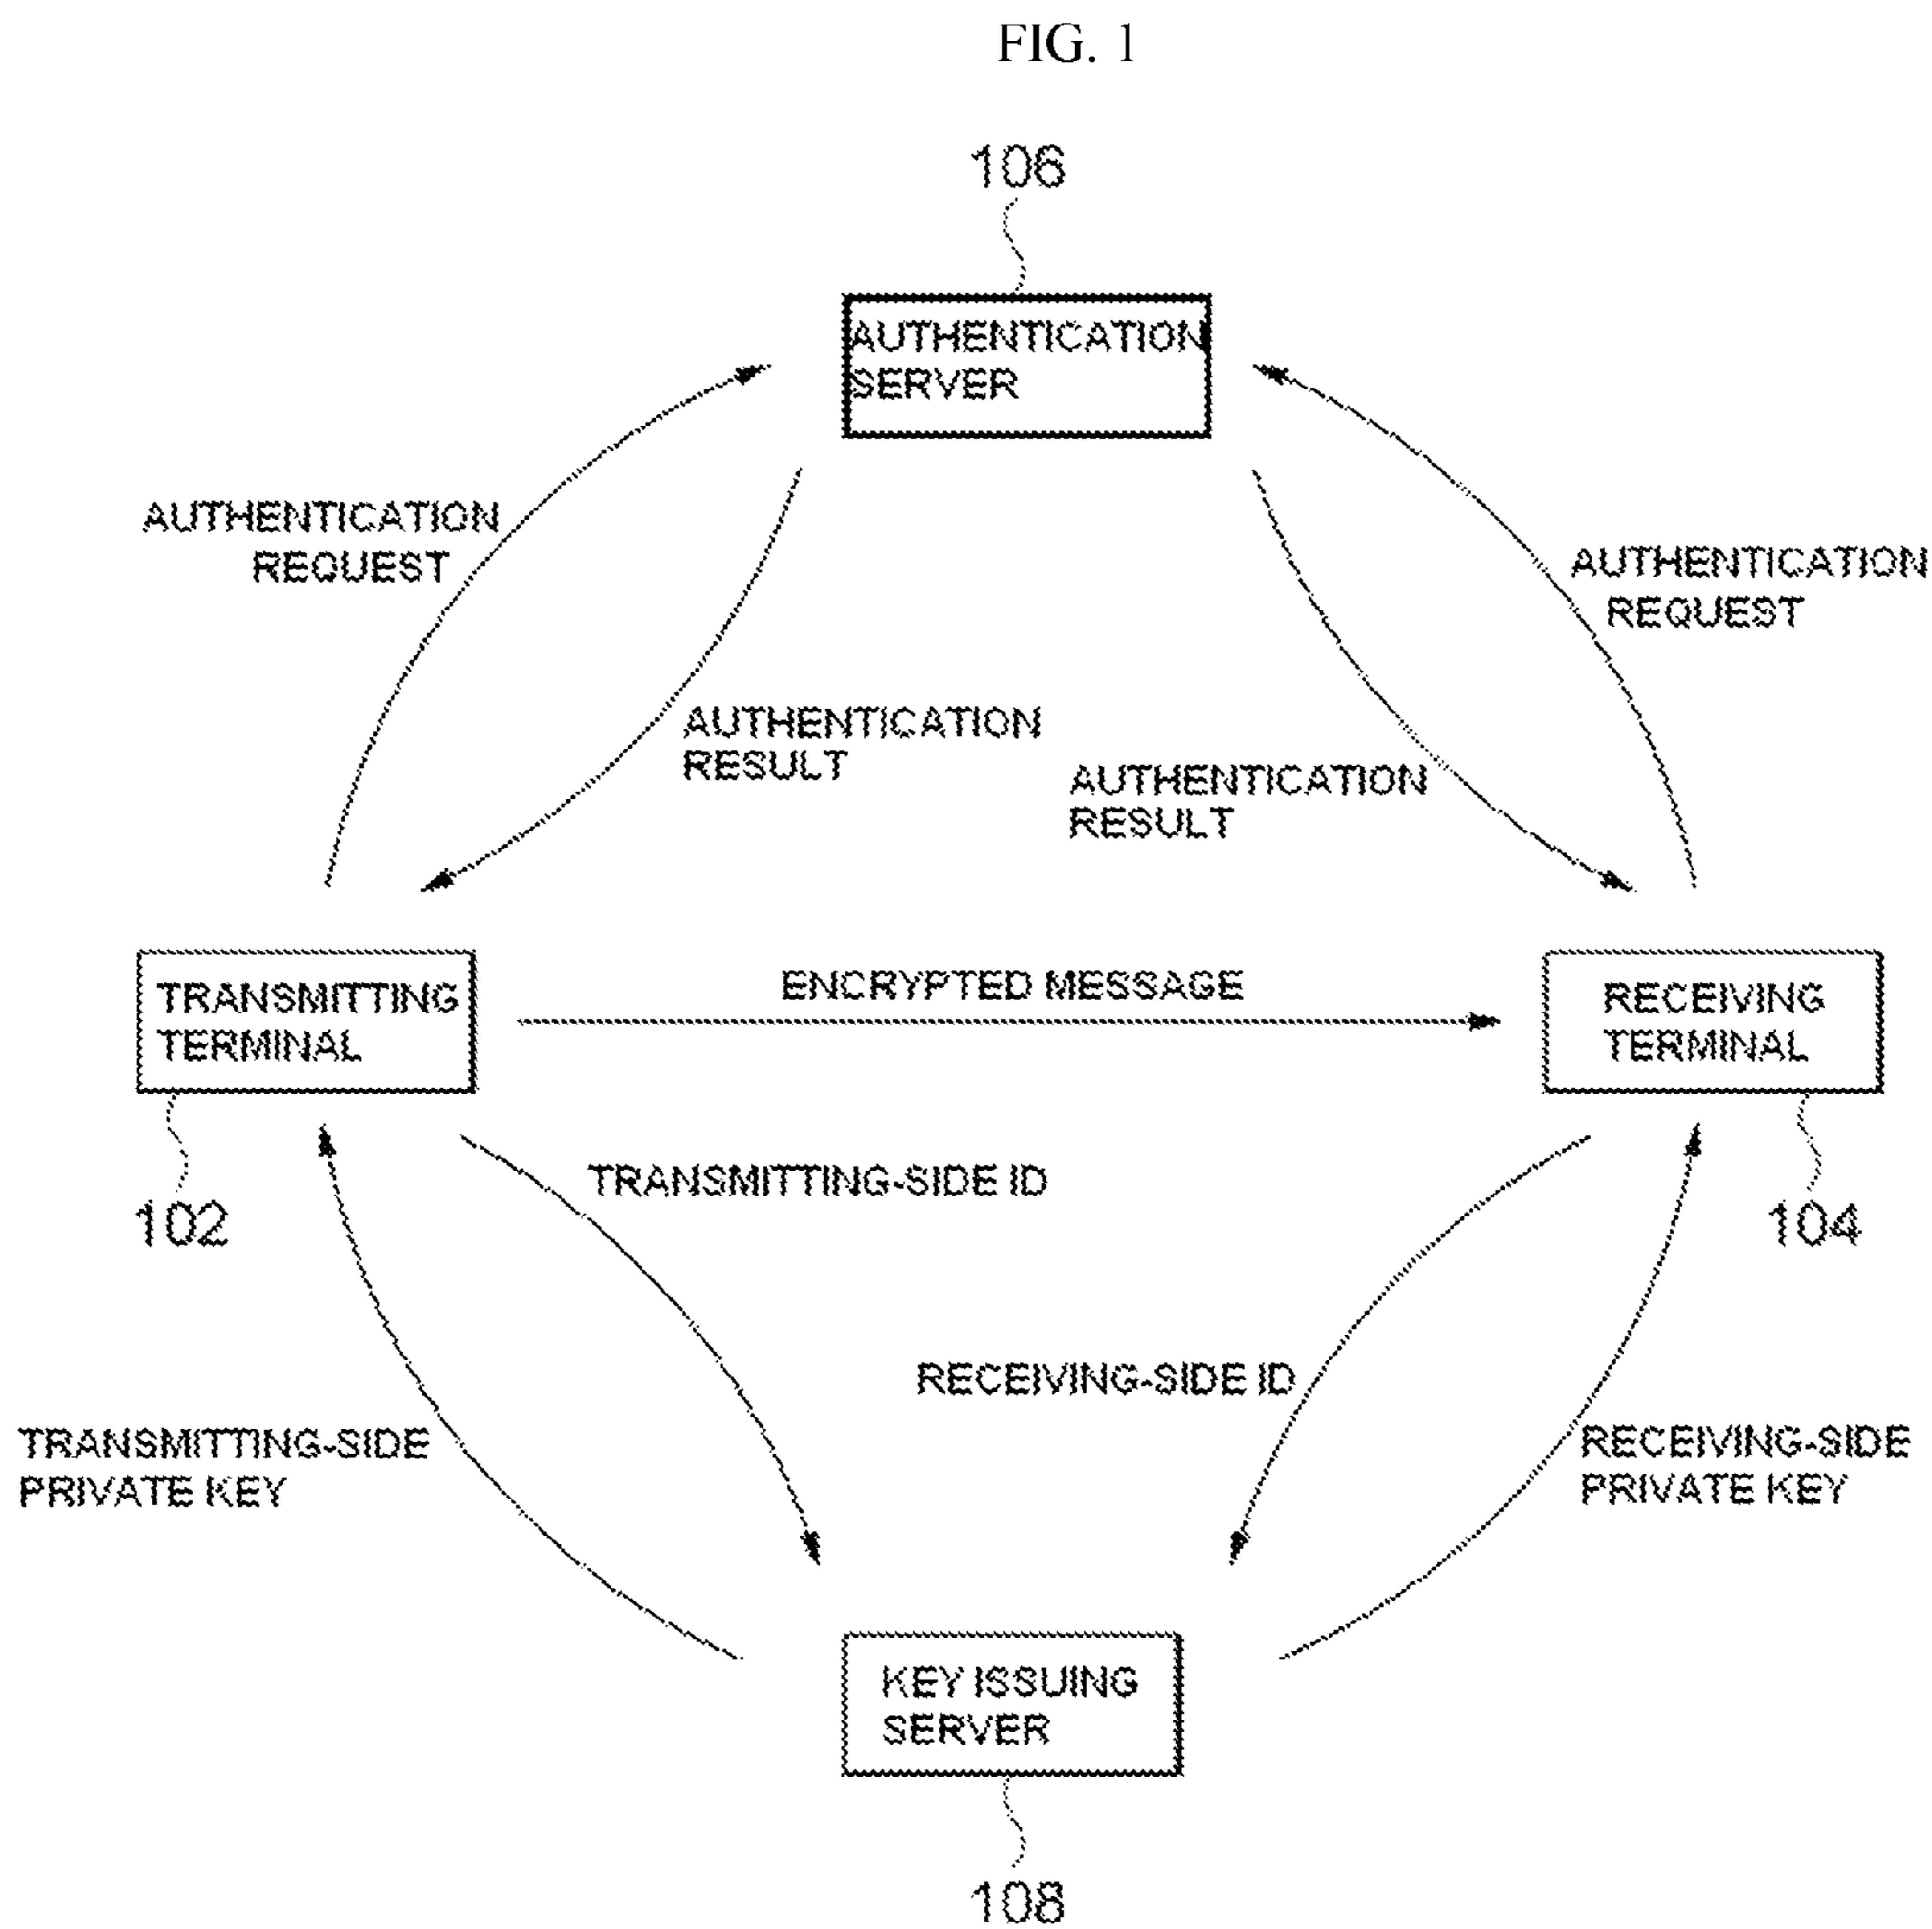 FIG. 1
106
AUTHENTICATION
SERVER
AUTHENTICATION
REQUEST
AUTHENTICATION
REQUEST
AUTHENTICATION
RESULT
AUTHENTICATION
RESULT
TRANSMITTING
TERMINAL
ENCRYPTED MESSAGE
RECEIVING
TERMINAL
102
TRANSMITTING-SIDE ID
104
RECEIVING-SIDE ID
TRANSMITTING-SIDE
PRIVATE KEY
RECEIVING-SIDE
PRIVATE KEY
KEY ISSUING
SERVER
108